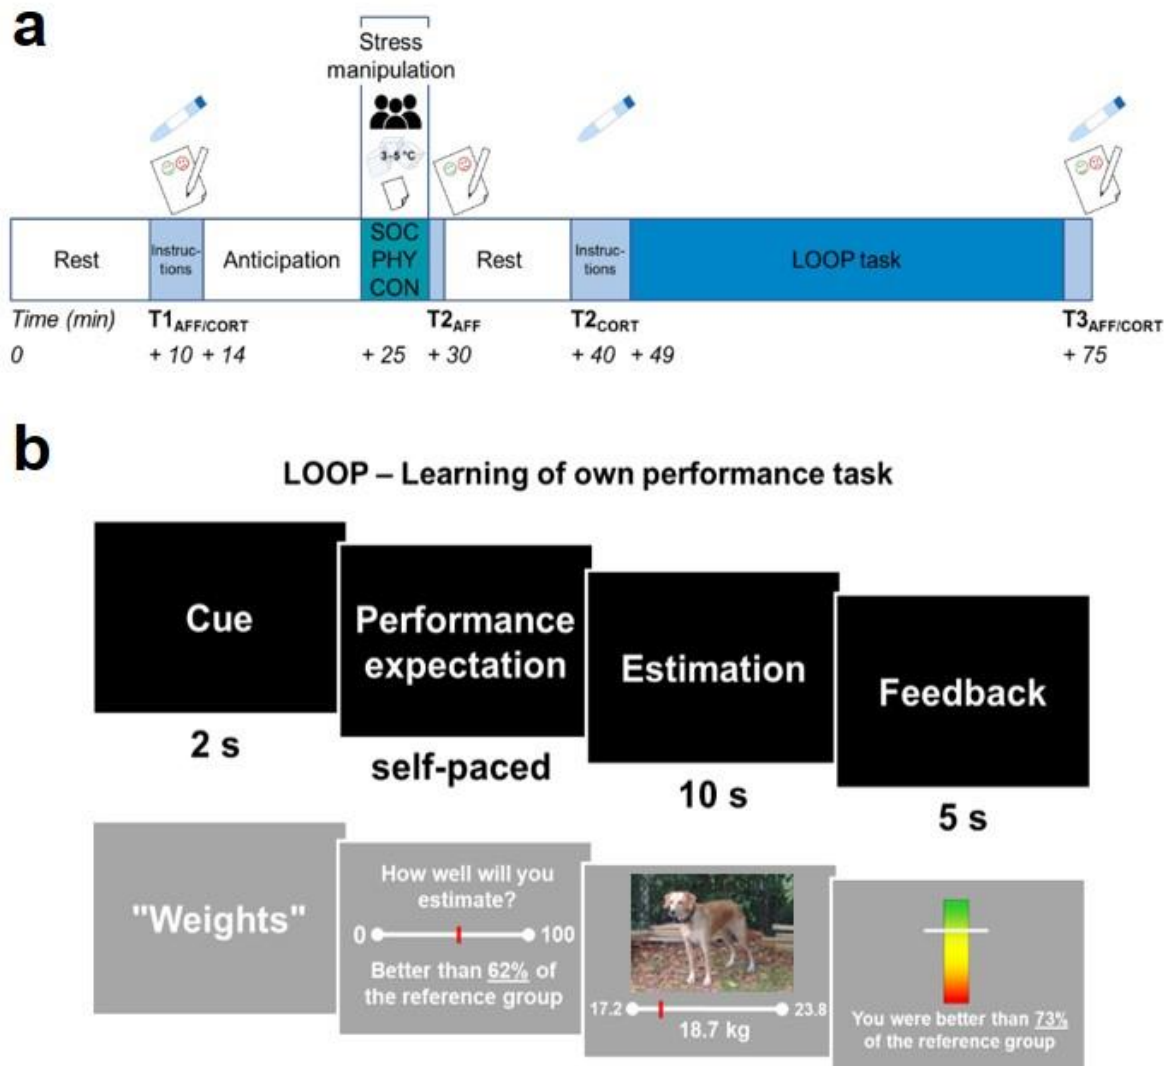 a
Stress
manipulation
3-5 °C
Rest
Instruc-
tions
Anticipation
SOC
PHY
CON
Rest
Instruc-
tions
LOOP task
Time (min)
T1AFF/CORT
T2AFF
T2CORT
T3AFF/CORT
0
+ 10
+ 14
+ 25
+ 30
+ 40
+ 49
+ 75
b
LOOP – Learning of own performance task
Cue
2 s
Performance
expectation
self-paced
Estimation
10 s
Feedback
5 s
"Weights"
How well will you
estimate?
0
100
Better than 62% of
the reference group
17.2
23.8
18.7 kg
You were better than 73%
of the reference group